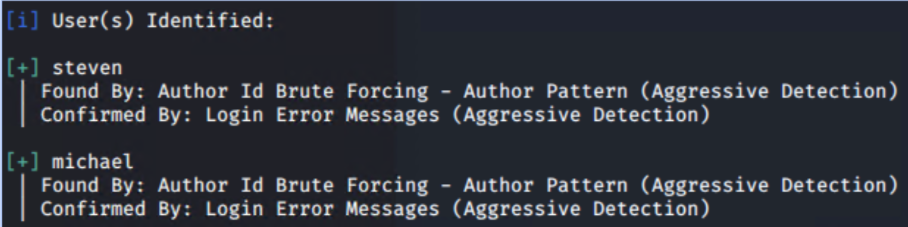 [i] User(s) Identified:
[+] steven
| Found By: Author Id Brute Forcing - Author Pattern (Aggressive Detection)
| Confirmed By: Login Error Messages (Aggressive Detection)
[+] michael
| Found By: Author Id Brute Forcing - Author Pattern (Aggressive Detection)
| Confirmed By: Login Error Messages (Aggressive Detection)